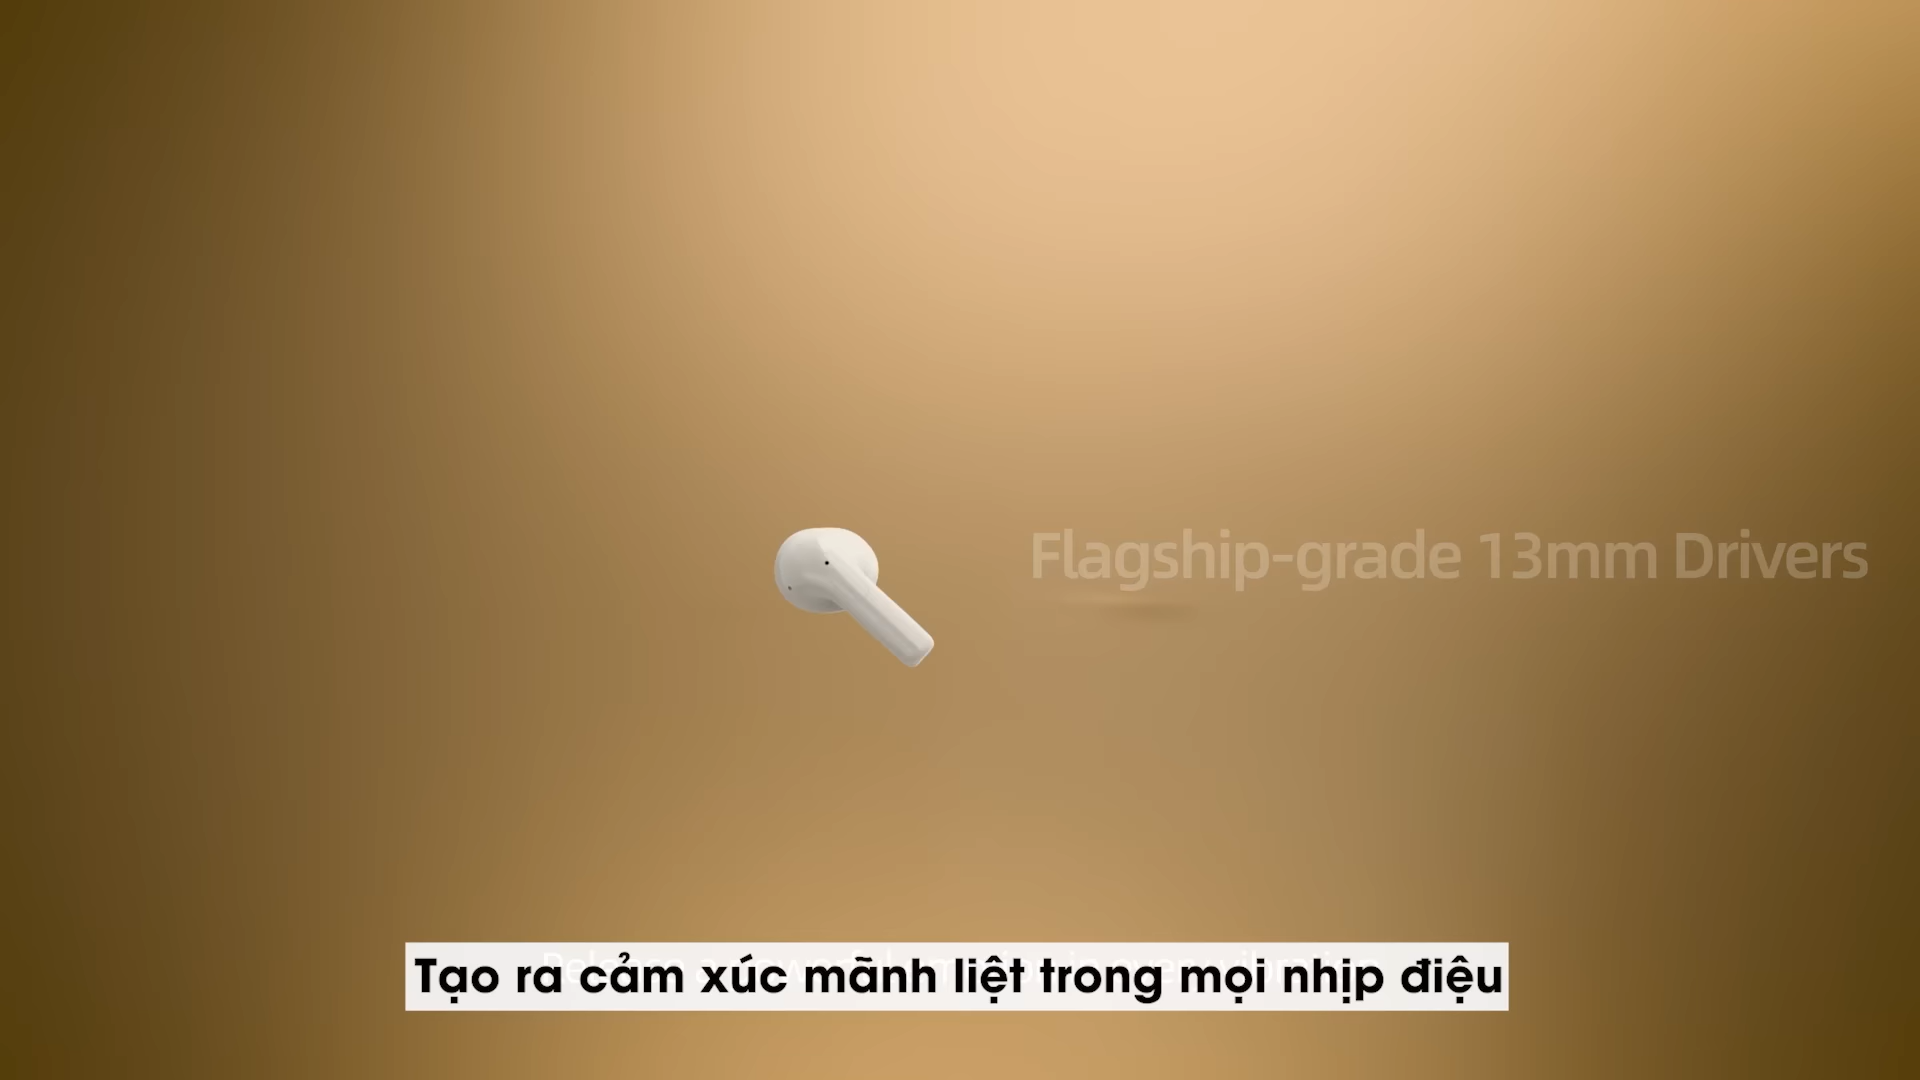 Flagship-grade 13mm Drivers
Tạo ra cảm xúc mãnh liệt trong mọi nhịp điệu